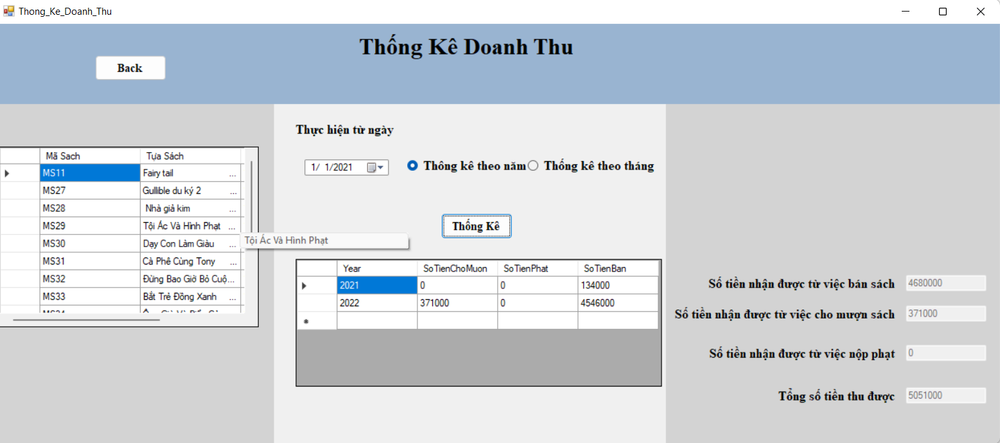 Thong_Ke_Doanh_Thu
Thống Kê Doanh Thu
Back
Mã Sach Tựa Sách
MS11 Fairy tail ...
MS27 Gullible du ký 2 ...
MS28 Nhà giả kim ...
MS29 Tội Ác Và Hình Phạt ...
MS30 Dạy Con Làm Giàu ...
MS31 Cà Phê Cùng Tony ...
MS32 Đừng Bao Giờ Bỏ Cuộ...
MS33 Bắt Trẻ Đồng Xanh ...
Tội Ác Và Hình Phạt
Thực hiện từ ngày
1/ 1/2021
Thông kê theo năm Thống kê theo tháng
Thống Kê
Year SoTienChoMuon SoTienPhat SoTienBan
2021 0 0 134000
2022 371000 0 4546000
Số tiền nhận được từ việc bán sách 4680000
Số tiền nhận được từ việc cho mượn sách 371000
Số tiền nhận được từ việc nộp phạt 0
Tổng số tiền thu được 5051000